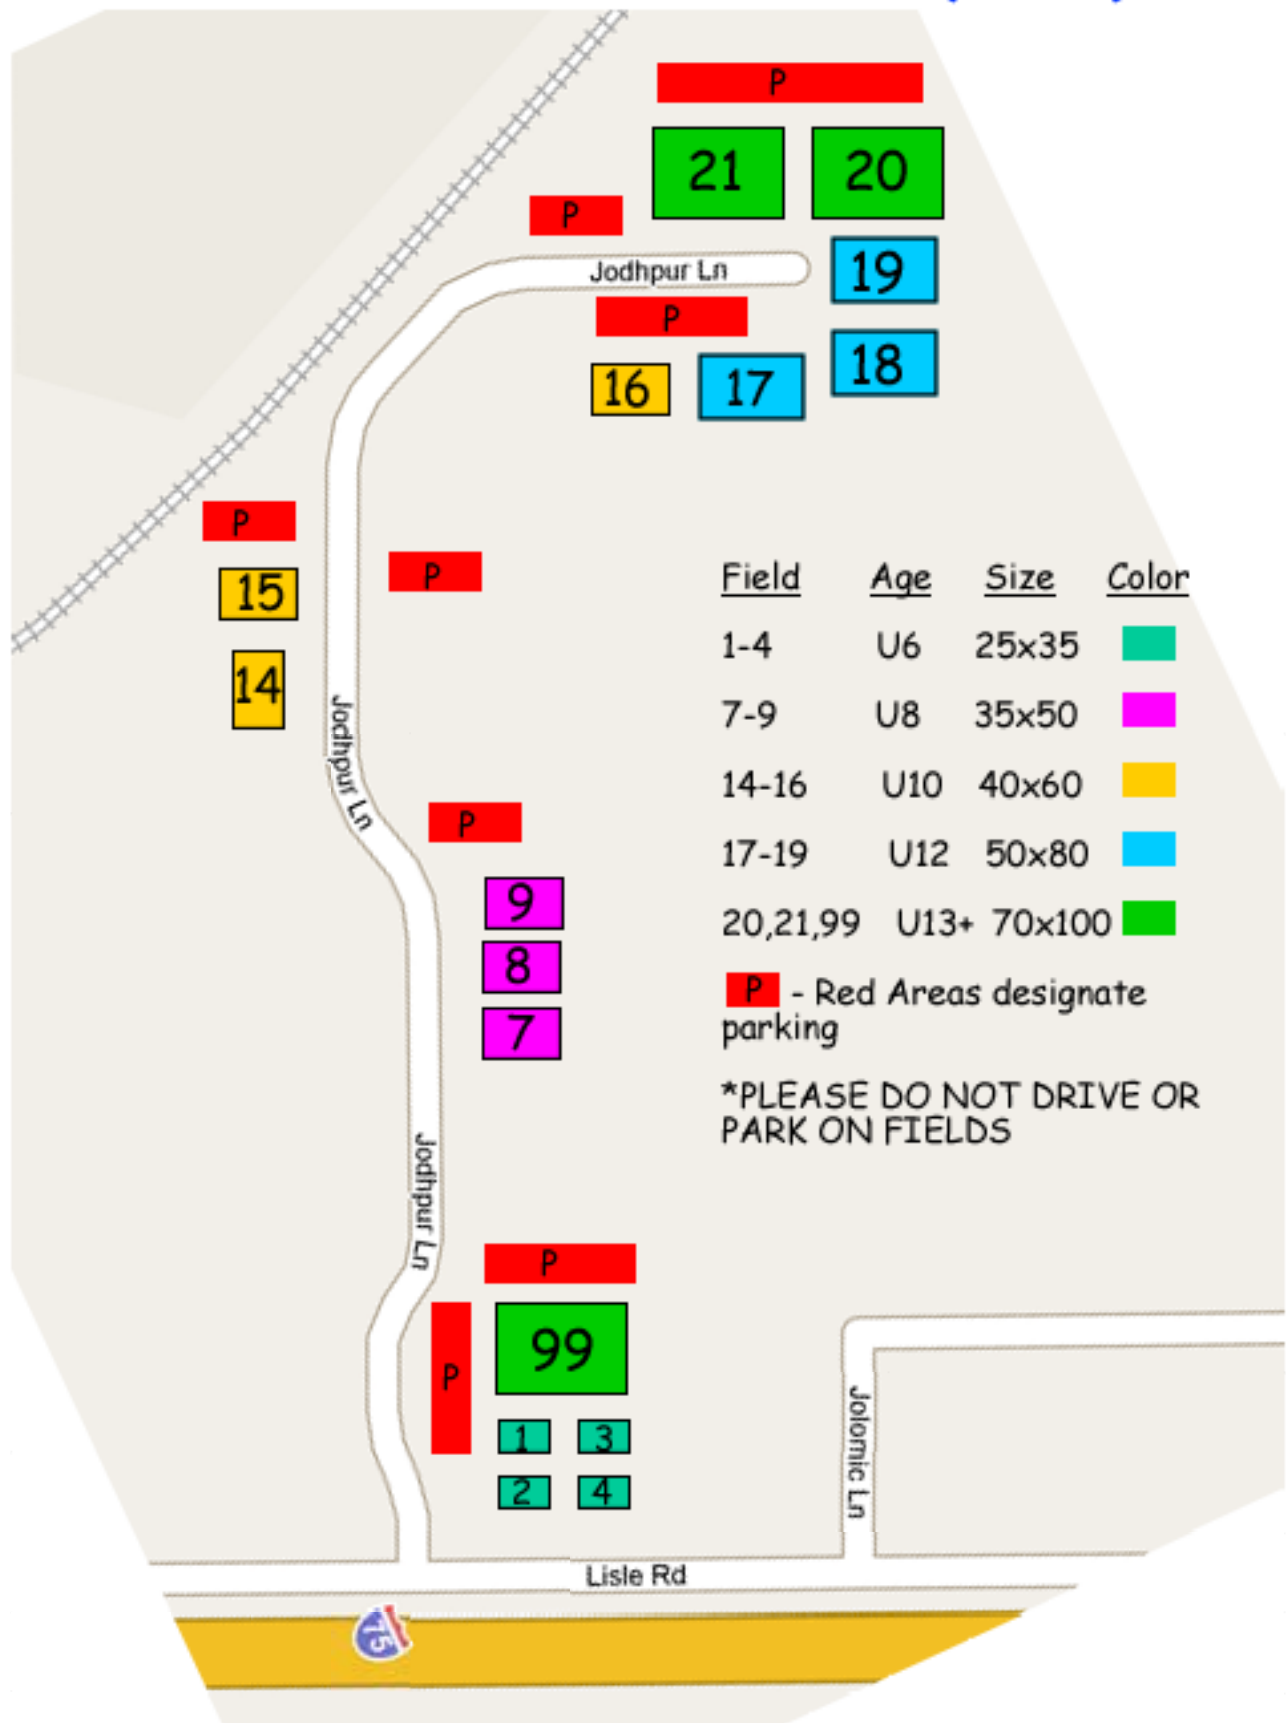 P
21 20
P
Jodhpur Ln
19
P
18
16 17
P
P
15
14
Jodhpur Ln
P
9
8
7
Jodhpur Ln
P
99
P
1 3
2 4
Jolomic Ln
Lisle Rd
75
Field Age Size Color
1-4 U6 25x35
7-9 U8 35x50
14-16 U10 40x60
17-19 U12 50x80
20,21,99 U13+ 70x100
P - Red Areas designate
parking
*PLEASE DO NOT DRIVE OR
PARK ON FIELDS